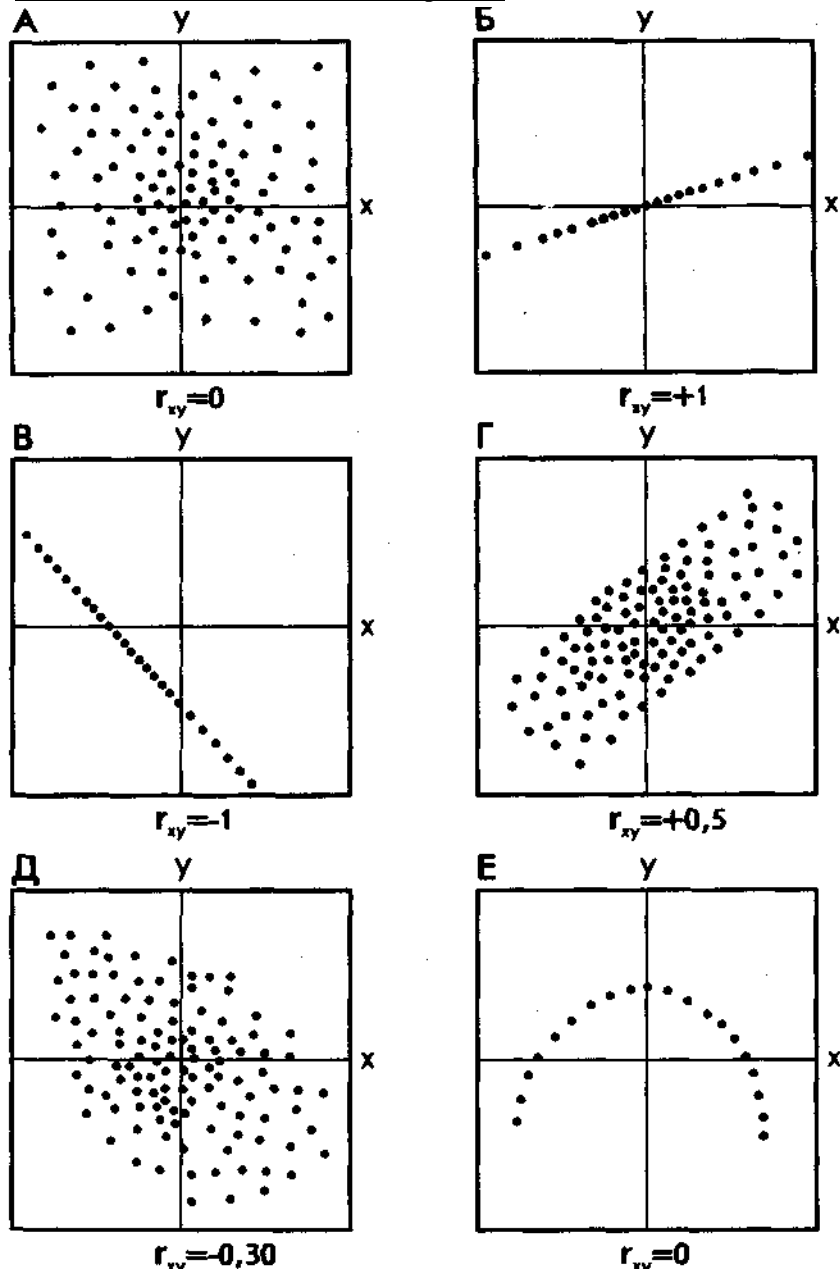 А
У
X
r_xy=0
Б
У
X
r_xy=+1
В
У
X
r_xy=-1
Г
У
X
r_xy=+0,5
Д
У
X
r_xy=-0,30
Е
У
X
r_xy=0